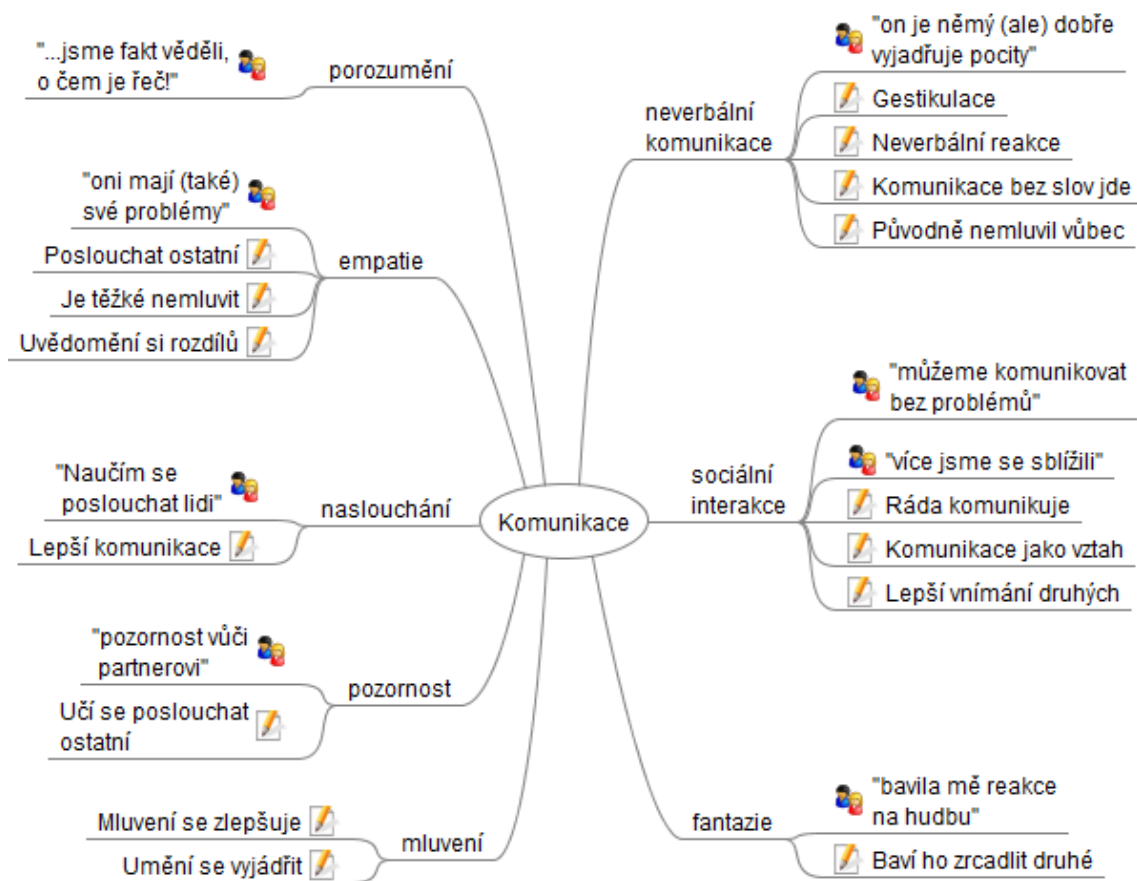 "...jsme fakt věděli,
o čem je řeč!"
porozumění
"oni mají (také)
své problémy"
Poslouchat ostatní
Je těžké nemluvit
Uvědomění si rozdílů
empatie
"Naučím se
poslouchat lidi"
Lepší komunikace
naslouchání
"pozornost vůči
partnerovi"
Učí se poslouchat
ostatní
pozornost
Mluvení se zlepšuje
Umění se vyjádřit
mluvení
Komunikace
neverbální
komunikace
"on je němý (ale) dobře
vyjadřuje pocity"
Gestikulace
Neverbální reakce
Komunikace bez slov jde
Původně nemluvil vůbec
sociální
interakce
"můžeme komunikovat
bez problémů"
"více jsme se sblížili"
Ráda komunikuje
Komunikace jako vztah
Lepší vnímání druhých
fantazie
"bavila mě reakce
na hudbu"
Baví ho zrcadlit druhé